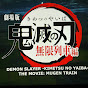 劇場版
きめつのやいば
鬼滅の刃
無限列車編
DEMON SLAYER -KIMETSU NO YAIBA-
THE MOVIE: MUGEN TRAIN